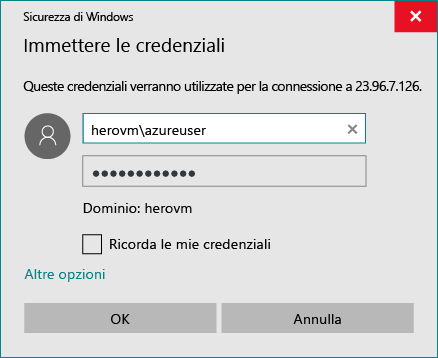 Sicurezza di Windows
Immettere le credenziali
Queste credenziali verranno utilizzate per la connessione a 23.96.7.126.
herovm\azureuser
●●●●●●●●●●●●
Dominio: herovm
Ricorda le mie credenziali
Altre opzioni
OK
Annulla